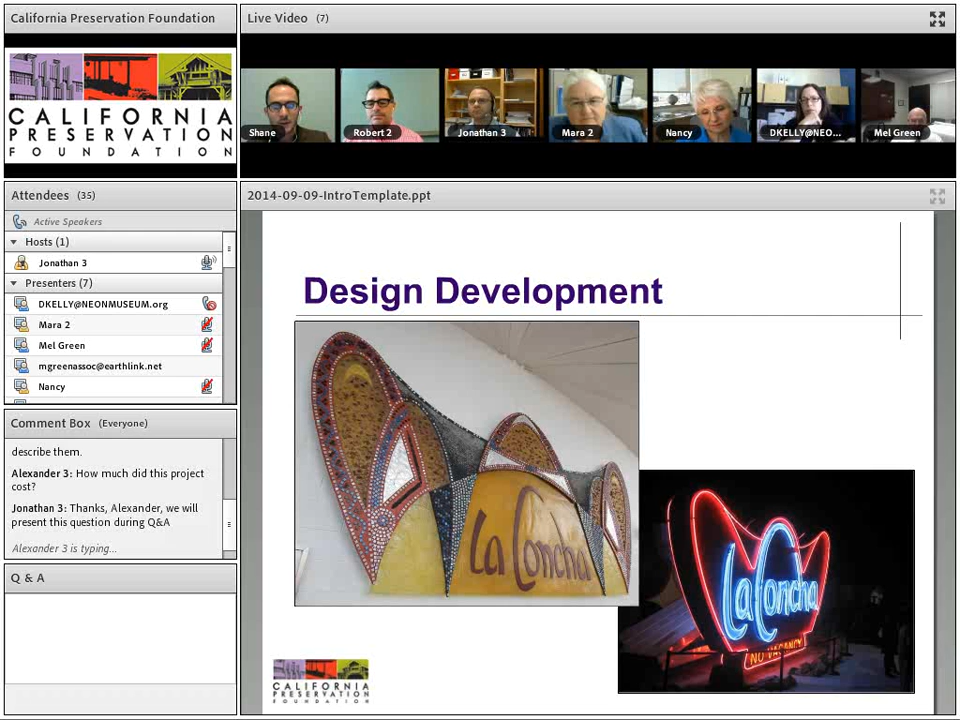 California Preservation Foundation
CALIFORNIA
PRESERVATION
FOUNDATION
Live Video (7)
Shane
Robert 2
Jonathan 3
Mara 2
Nancy
DKELLY@NEO...
Mel Green
Attendees (35)
Active Speakers
Hosts (1)
Jonathan 3
Presenters (7)
DKELLY@NEONMUSEUM.org
Mara 2
Mel Green
mgreenassoc@earthlink.net
Nancy
Comment Box (Everyone)
describe them.
Alexander 3: How much did this project
cost?
Jonathan 3: Thanks, Alexander, we will
present this question during Q&A
Alexander 3 is typing...
Q & A
2014-09-09-IntroTemplate.ppt
Design Development
La Concha
La Concha
NO VACANCY
CALIFORNIA
PRESERVATION
FOUNDATION